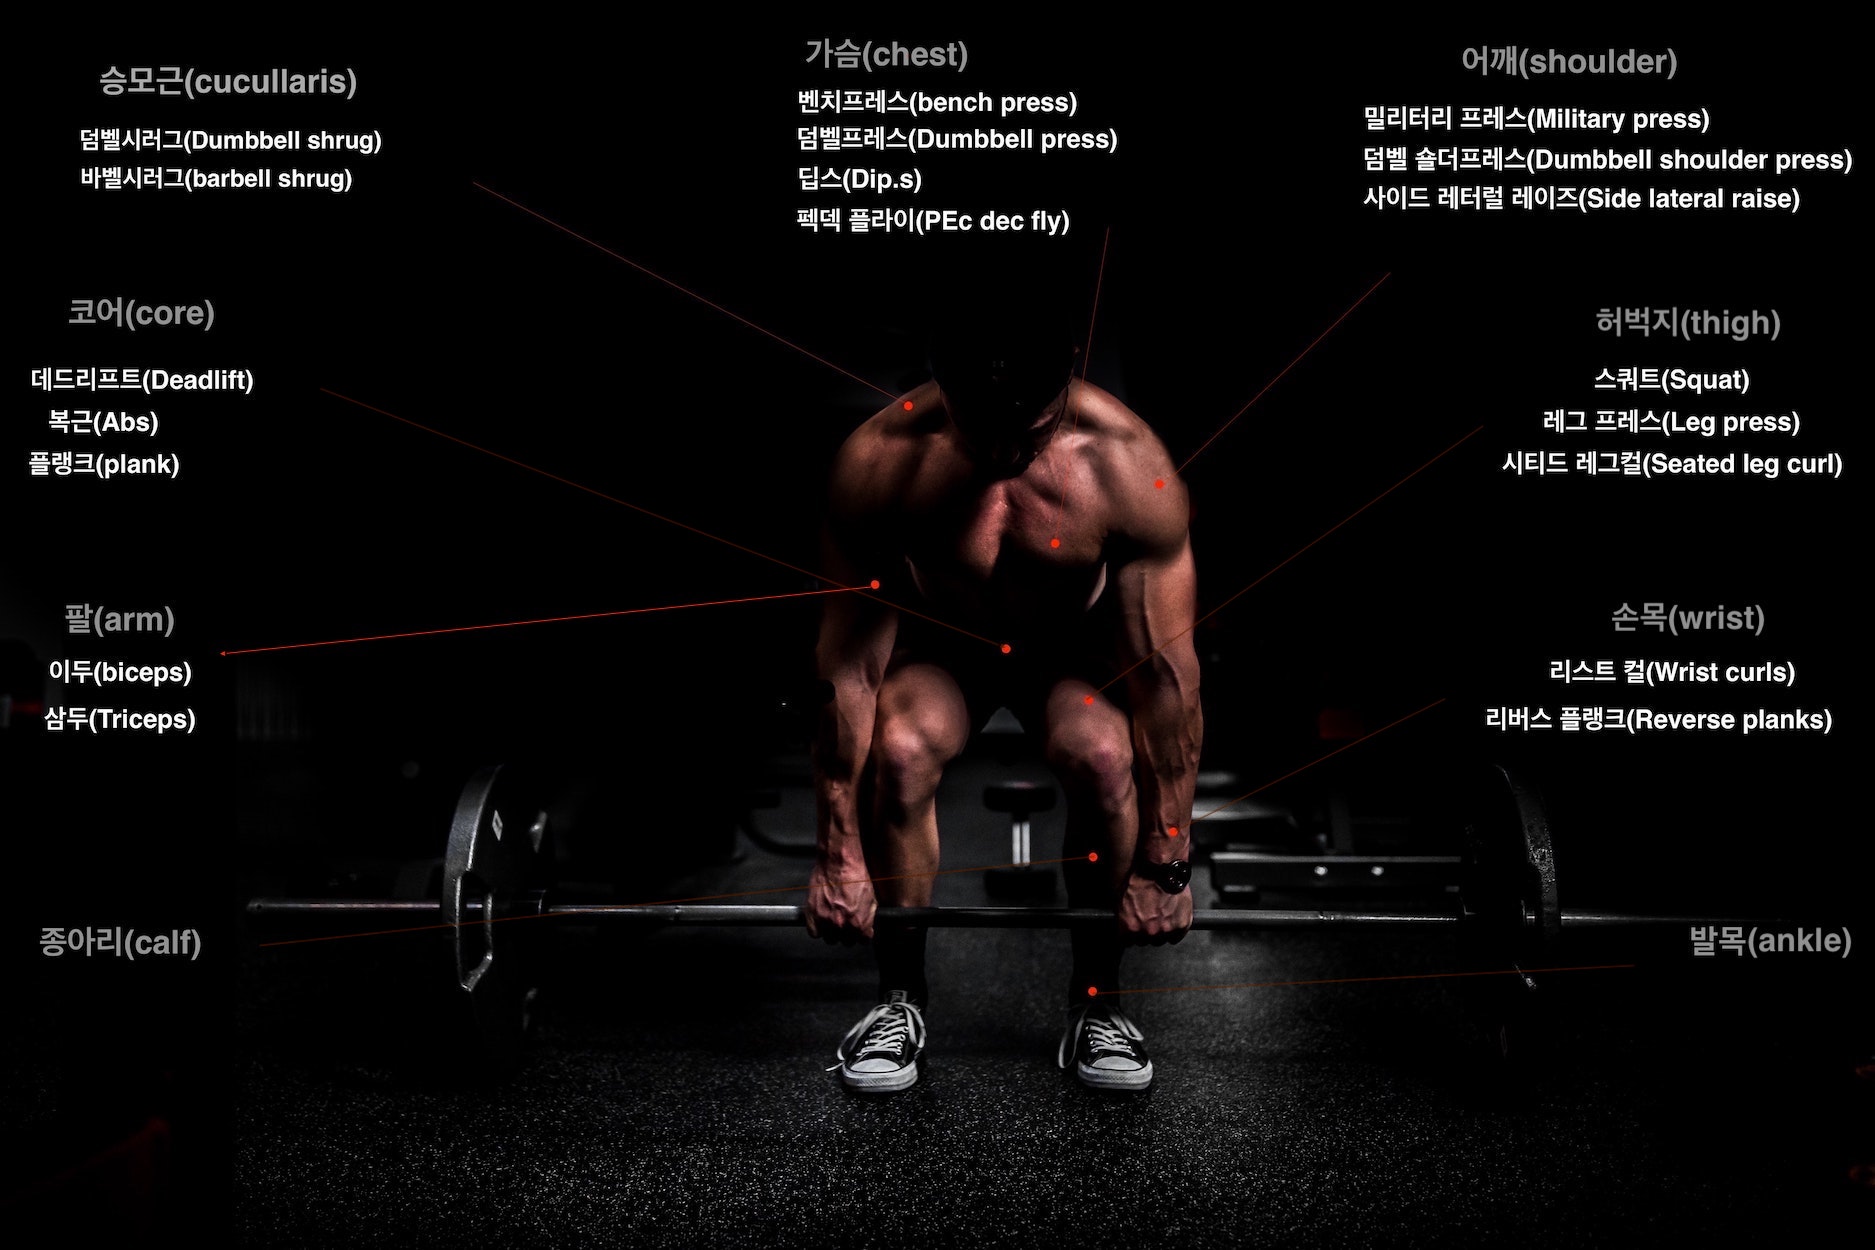 승모근(cucullaris)
덤벨시러그(Dumbbell shrug)
바벨시러그(barbell shrug)
가슴(chest)
벤치프레스(bench press)
덤벨프레스(Dumbbell press)
딥스(Dip.s)
펙덱 플라이(PEc dec fly)
어깨(shoulder)
밀리터리 프레스(Military press)
덤벨 숄더프레스(Dumbbell shoulder press)
사이드 레터럴 레이즈(Side lateral raise)
코어(core)
데드리프트(Deadlift)
복근(Abs)
플랭크(plank)
허벅지(thigh)
스쿼트(Squat)
레그 프레스(Leg press)
시티드 레그컬(Seated leg curl)
팔(arm)
이두(biceps)
삼두(Triceps)
손목(wrist)
리스트 컬(Wrist curls)
리버스 플랭크(Reverse planks)
종아리(calf)
발목(ankle)